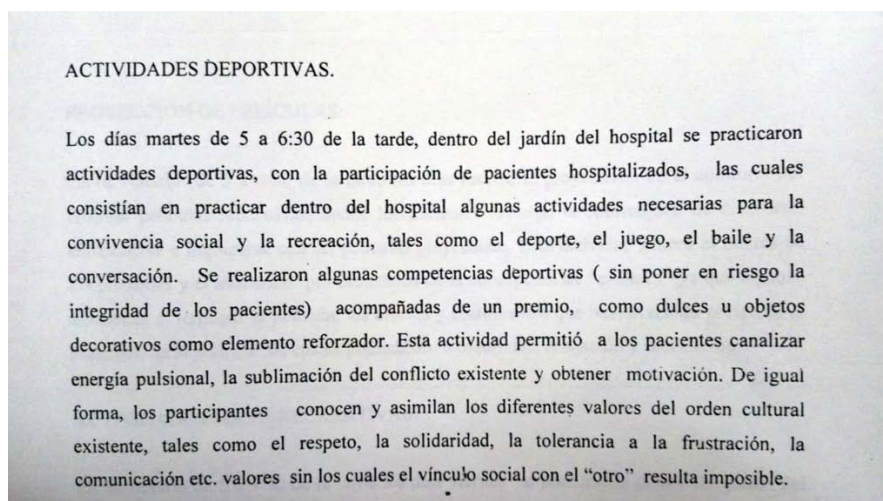 ACTIVIDADES DEPORTIVAS.
Los días martes de 5 a 6:30 de la tarde, dentro del jardín del hospital se practicaron
actividades deportivas, con la participación de pacientes hospitalizados, las cuales
consistían en practicar dentro del hospital algunas actividades necesarias para la
convivencia social y la recreación, tales como el deporte, el juego, el baile y la
conversación. Se realizaron algunas competencias deportivas ( sin poner en riesgo la
integridad de los pacientes) acompañadas de un premio, como dulces u objetos
decorativos como elemento reforzador. Esta actividad permitió a los pacientes canalizar
energía pulsional, la sublimación del conflicto existente y obtener motivación. De igual
forma, los participantes conocen y asimilan los diferentes valores del orden cultural
existente, tales como el respeto, la solidaridad, la tolerancia a la frustración, la
comunicación etc. valores sin los cuales el vínculo social con el “otro” resulta imposible.